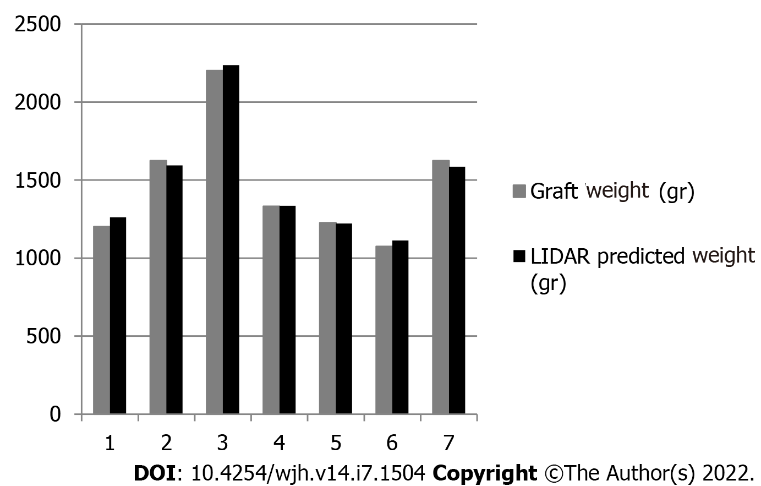 2500
2000
1500
1000
500
0
1 2 3 4 5 6 7
Graft weight (gr)
LIDAR predicted weight
(gr)
DOI: 10.4254/wjh.v14.i7.1504 Copyright ©The Author(s) 2022.